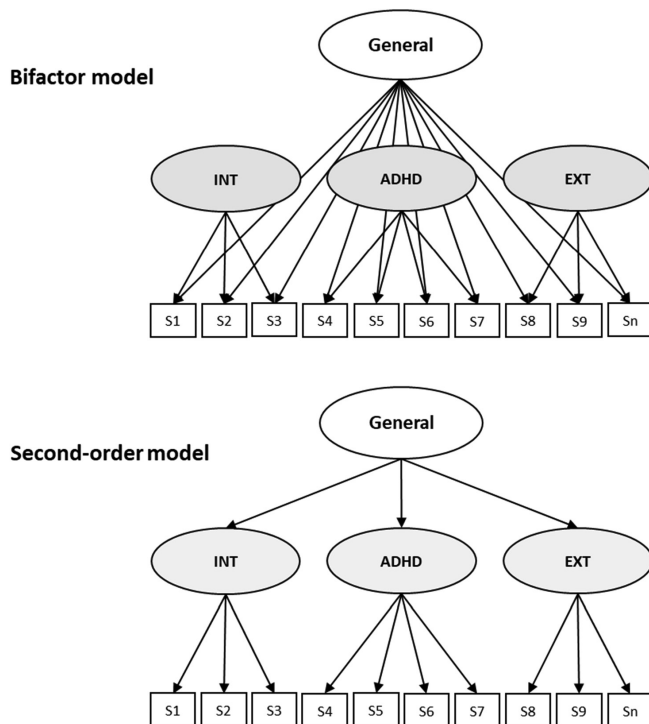 General
Bifactor model
INT ADHD EXT
S1 S2 S3 S4 S5 S6 S7 S8 S9 Sn
General
Second-order model
INT ADHD EXT
S1 S2 S3 S4 S5 S6 S7 S8 S9 Sn